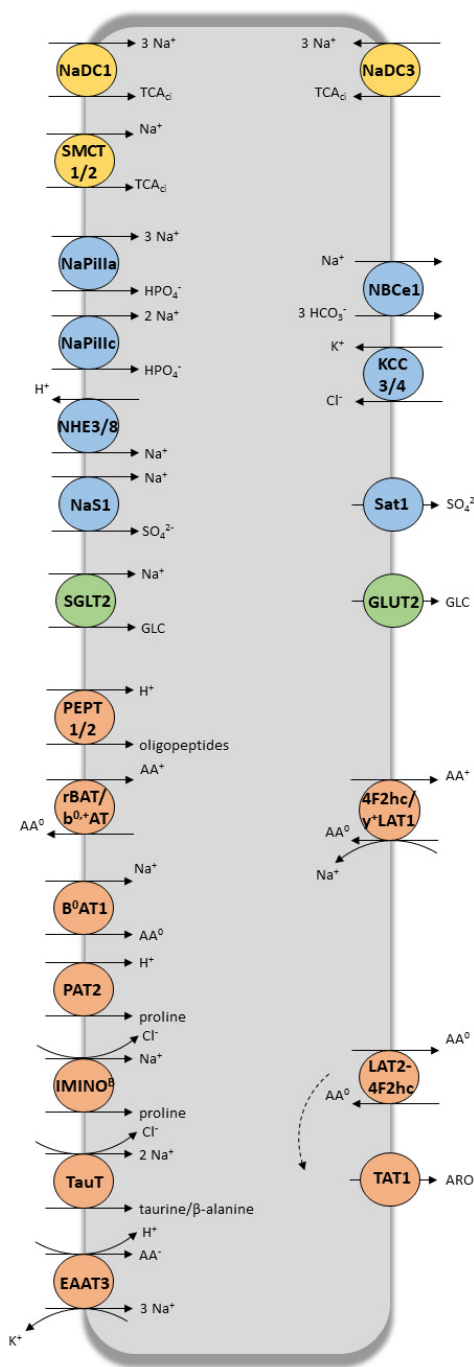 3 Na⁺
NaDC1
TCA꜀ᵢ
Na⁺
SMCT
1/2
TCA꜀ᵢ
3 Na⁺
NaPiIIa
HPO₄⁻
2 Na⁺
NaPiIIc
HPO₄⁻
H⁺
NHE3/8
Na⁺
Na⁺
NaS1
SO₄²⁻
Na⁺
SGLT2
GLC
H⁺
PEPT
1/2
oligopeptides
AA⁺
rBAT/
b⁰,⁺AT
AA⁰
Na⁺
B⁰AT1
AA⁰
H⁺
PAT2
proline
Cl⁻
Na⁺
IMINOᴮ
proline
Cl⁻
2 Na⁺
TauT
taurine/β-alanine
H⁺
AA⁻
EAAT3
3 Na⁺
K⁺
3 Na⁺
NaDC3
TCA꜀ᵢ
Na⁺
NBCe1
3 HCO₃⁻
K⁺
KCC
3/4
Cl⁻
Sat1
SO₄²
GLUT2
GLC
AA⁺
4F2hc/
y⁺LAT1
AA⁰
Na⁺
AA⁰
LAT2-
4F2hc
AA⁰
TAT1
ARO